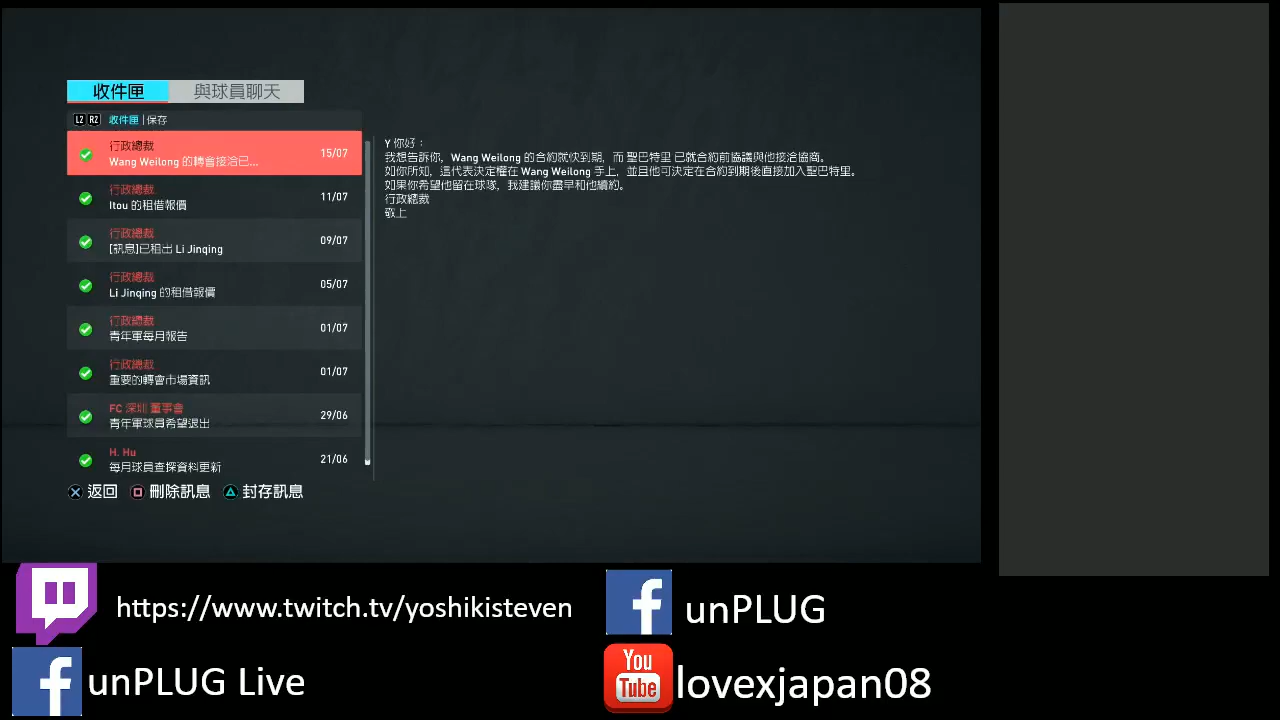 收件匣 與球員聊天
L2 R2 收件匣 | 保存
行政總裁
Wang Weilong 的轉會接洽已... 15/07
行政總裁
Itou 的租借報價 11/07
行政總裁
[訊息]已租出 Li Jinqing 09/07
行政總裁
Li Jinqing 的租借報價 05/07
行政總裁
青年軍每月報告 01/07
行政總裁
重要的轉會市場資訊 01/07
FC 深圳 董事會
青年軍球員希望退出 29/06
H. Hu
每月球員查探資料更新 21/06
返回 刪除訊息 封存訊息
Y 你好：
我想告訴你，Wang Weilong 的合約就快到期，而 聖巴特里 已就合約前協議與他接洽協商。
如你所知，這代表決定權在 Wang Weilong 手上，並且他可決定在合約到期後直接加入聖巴特里。
如果你希望他留在球隊，我建議你盡早和他續約。
行政總裁
敬上
https://www.twitch.tv/yoshikisteven
unPLUG
unPLUG Live
You
Tube
lovexjapan08